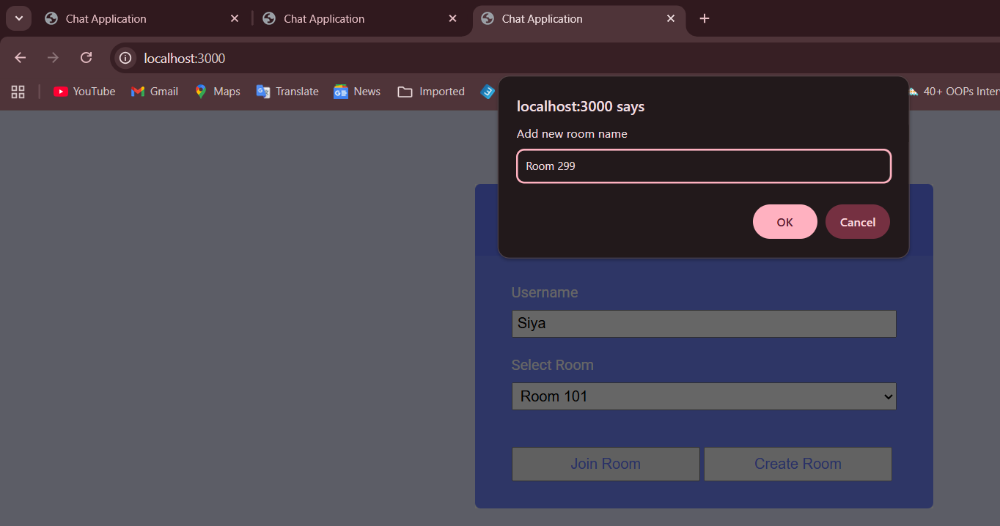 Chat Application
Chat Application
Chat Application
localhost:3000
YouTube
Gmail
Maps
Translate
News
Imported
40+ OOPs Inter
localhost:3000 says
Add new room name
Room 299
OK
Cancel
Username
Siya
Select Room
Room 101
Join Room
Create Room